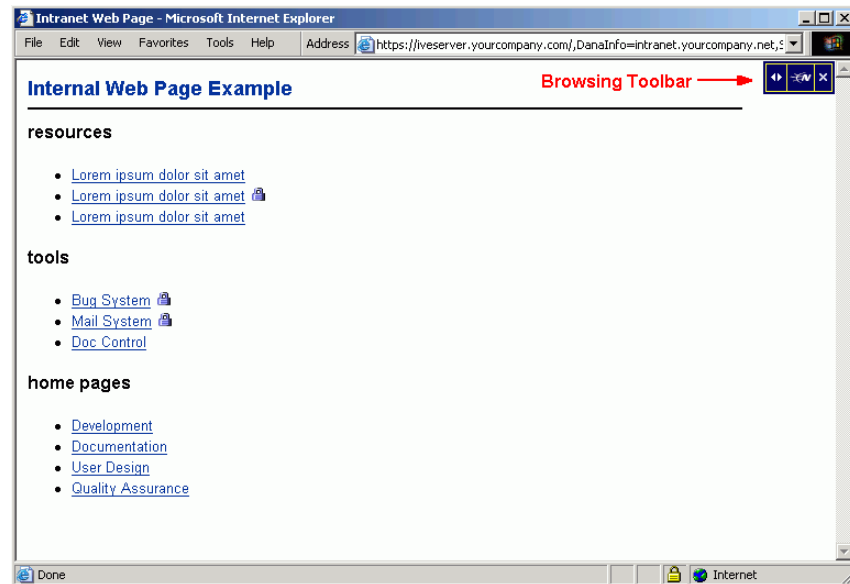 Intranet Web Page - Microsoft Internet Explorer
File Edit View Favorites Tools Help Address https://iveserver.yourcompany.com/,DanaInfo=intranet.yourcompany.net,
Internal Web Page Example
Browsing Toolbar
resources
Lorem ipsum dolor sit amet
Lorem ipsum dolor sit amet
Lorem ipsum dolor sit amet
tools
Bug System
Mail System
Doc Control
home pages
Development
Documentation
User Design
Quality Assurance
Done
Internet